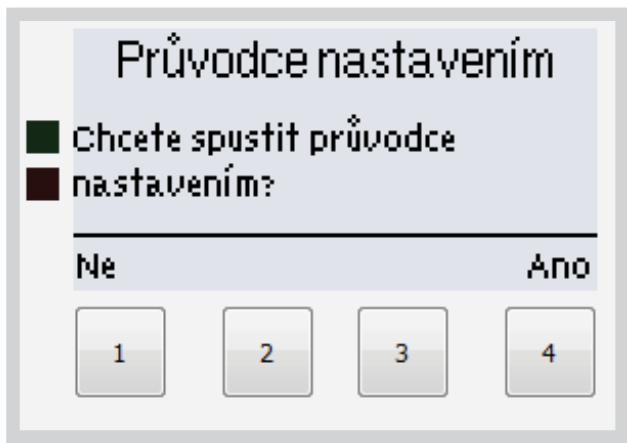 Průvodce nastavením
Chcete spustit průvodce
nastavením?
Ne Ano
1 2 3 4